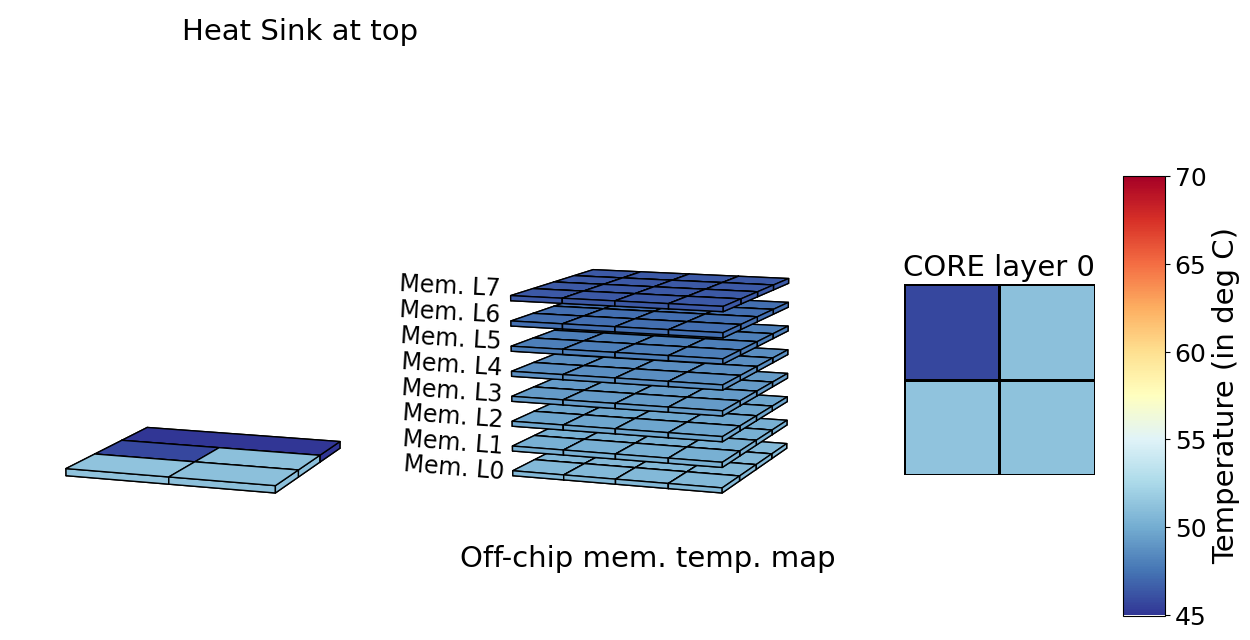 Heat Sink at top
Mem. L7
Mem. L6
Mem. L5
Mem. L4
Mem. L3
Mem. L2
Mem. L1
Mem. L0
Off-chip mem. temp. map
CORE layer 0
70
65
60
55
50
45
Temperature (in deg C)